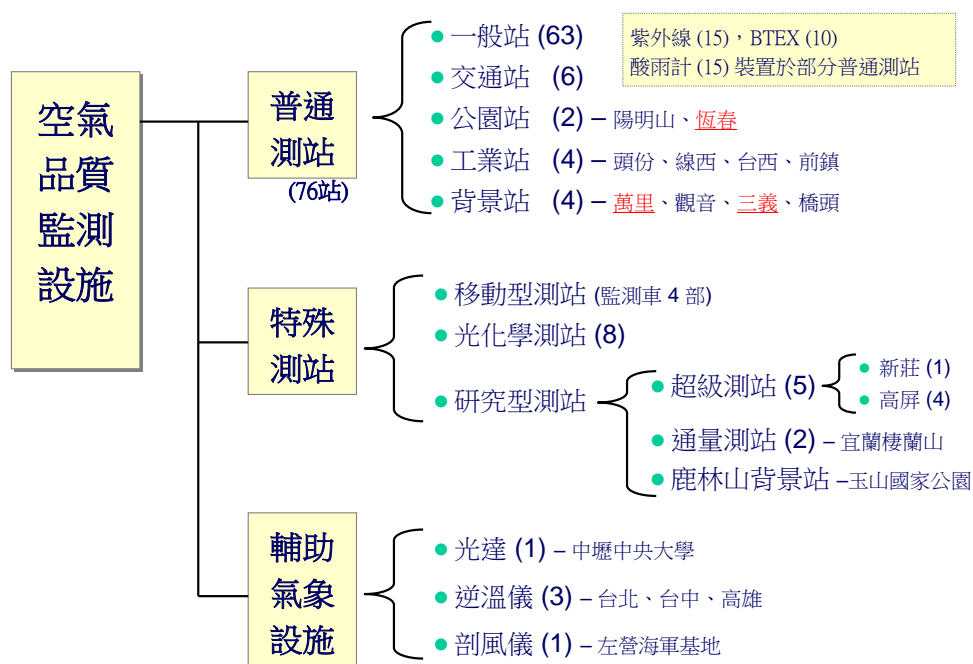 空氣
品質
監測
設施
普通
測站
(76站)
● 一般站 (63)
● 交通站 (6)
● 公園站 (2) – 陽明山、恆春
● 工業站 (4) – 頭份、線西、台西、前鎮
● 背景站 (4) – 萬里、觀音、三義、橋頭
紫外線 (15)，BTEX (10)
酸雨計 (15) 裝置於部分普通測站
特殊
測站
● 移動型測站 (監測車 4 部)
● 光化學測站 (8)
● 研究型測站
● 超級測站 (5)
● 新莊 (1)
● 高屏 (4)
● 通量測站 (2) – 宜蘭棲蘭山
● 鹿林山背景站 –玉山國家公園
輔助
氣象
設施
● 光達 (1) – 中壢中央大學
● 逆溫儀 (3) – 台北、台中、高雄
● 剖風儀 (1) – 左營海軍基地